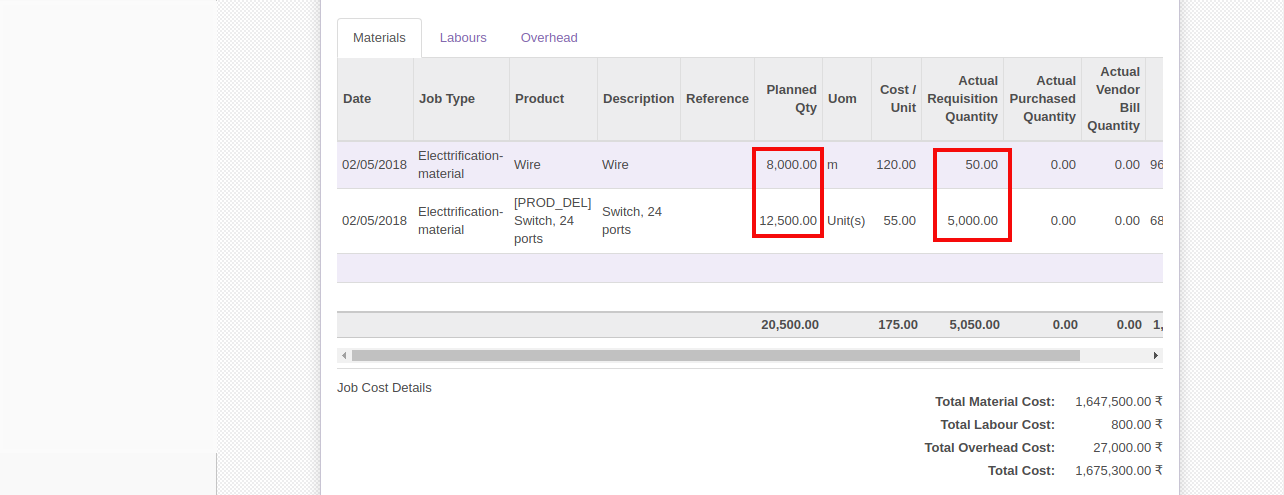 Materials Labours Overhead
Date Job Type Product Description Reference Planned Qty Uom Cost / Unit Actual Requisition Quantity Actual Purchased Quantity Actual Vendor Bill Quantity
02/05/2018 Electtrification-material Wire Wire 8,000.00 m 120.00 50.00 0.00 0.00 96
02/05/2018 Electtrification-material [PROD_DEL] Switch, 24 ports Switch, 24 ports 12,500.00 Unit(s) 55.00 5,000.00 0.00 0.00 68
20,500.00 175.00 5,050.00 0.00 0.00 1,
Job Cost Details
Total Material Cost: 1,647,500.00 ₹
Total Labour Cost: 800.00 ₹
Total Overhead Cost: 27,000.00 ₹
Total Cost: 1,675,300.00 ₹